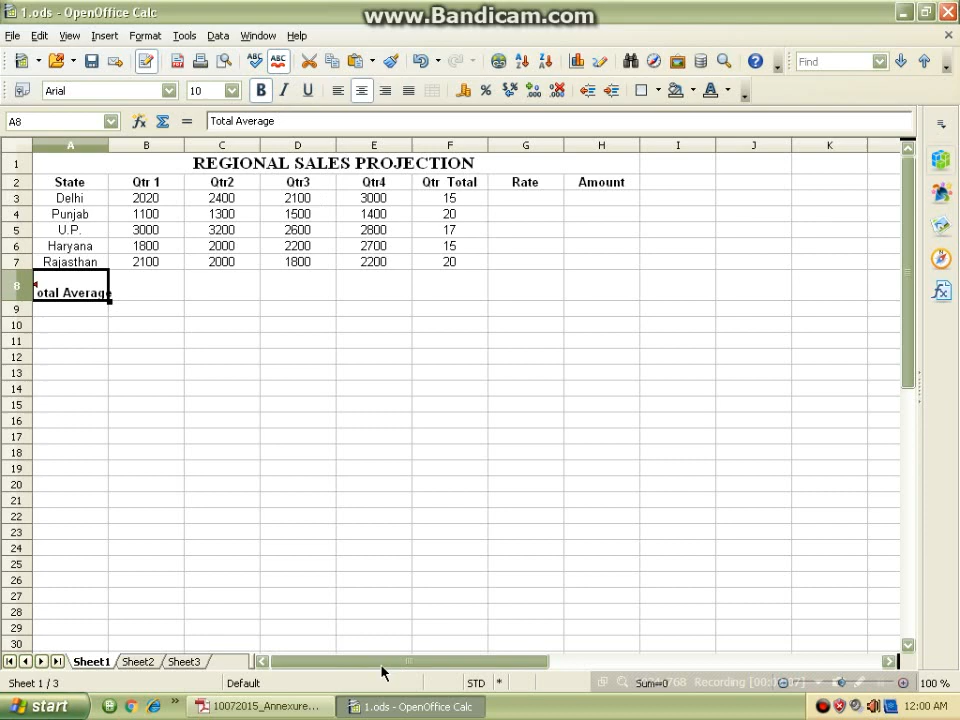 www.Bandicam.com
1.ods - OpenOffice Calc
File Edit View Insert Format Tools Data Window Help
Find
Arial 10
A8 Total Average
A B C D E F G H I J K
1 REGIONAL SALES PROJECTION
2 State Qtr 1 Qtr2 Qtr3 Qtr4 Qtr Total Rate Amount
3 Delhi 2020 2400 2100 3000 15
4 Punjab 1100 1300 1500 1400 20
5 U.P. 3000 3200 2600 2800 17
6 Haryana 1800 2000 2200 2700 15
7 Rajasthan 2100 2000 1800 2200 20
8 otal Average
9
10
11
12
13
14
15
16
17
18
19
20
21
22
23
24
25
26
27
28
29
30
Sheet1 Sheet2 Sheet3
Sheet 1 / 3 Default STD * Sum=0 Recording 100 %
start 10072015_Annexure... 1.ods - OpenOffice Calc 12:00 AM